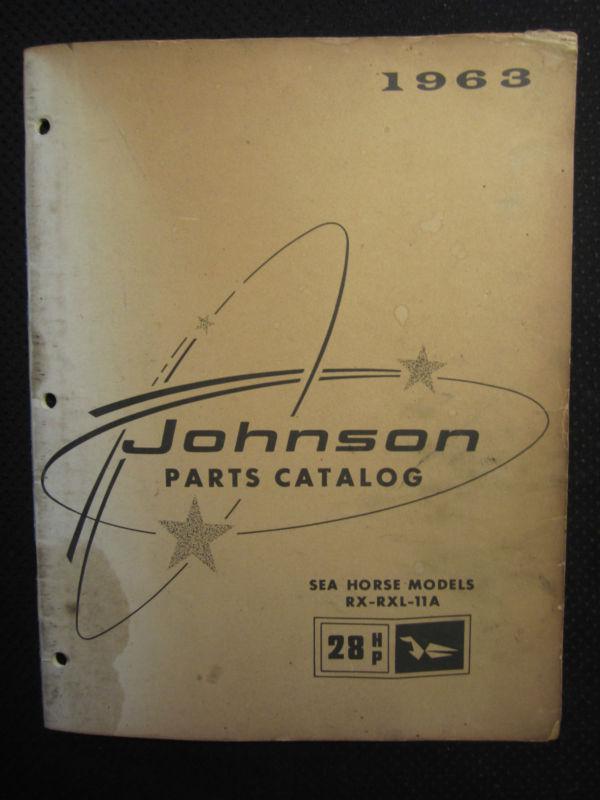 1963
Johnson
PARTS CATALOG
SEA HORSE MODELS
RX-RXL-11A
28 HP